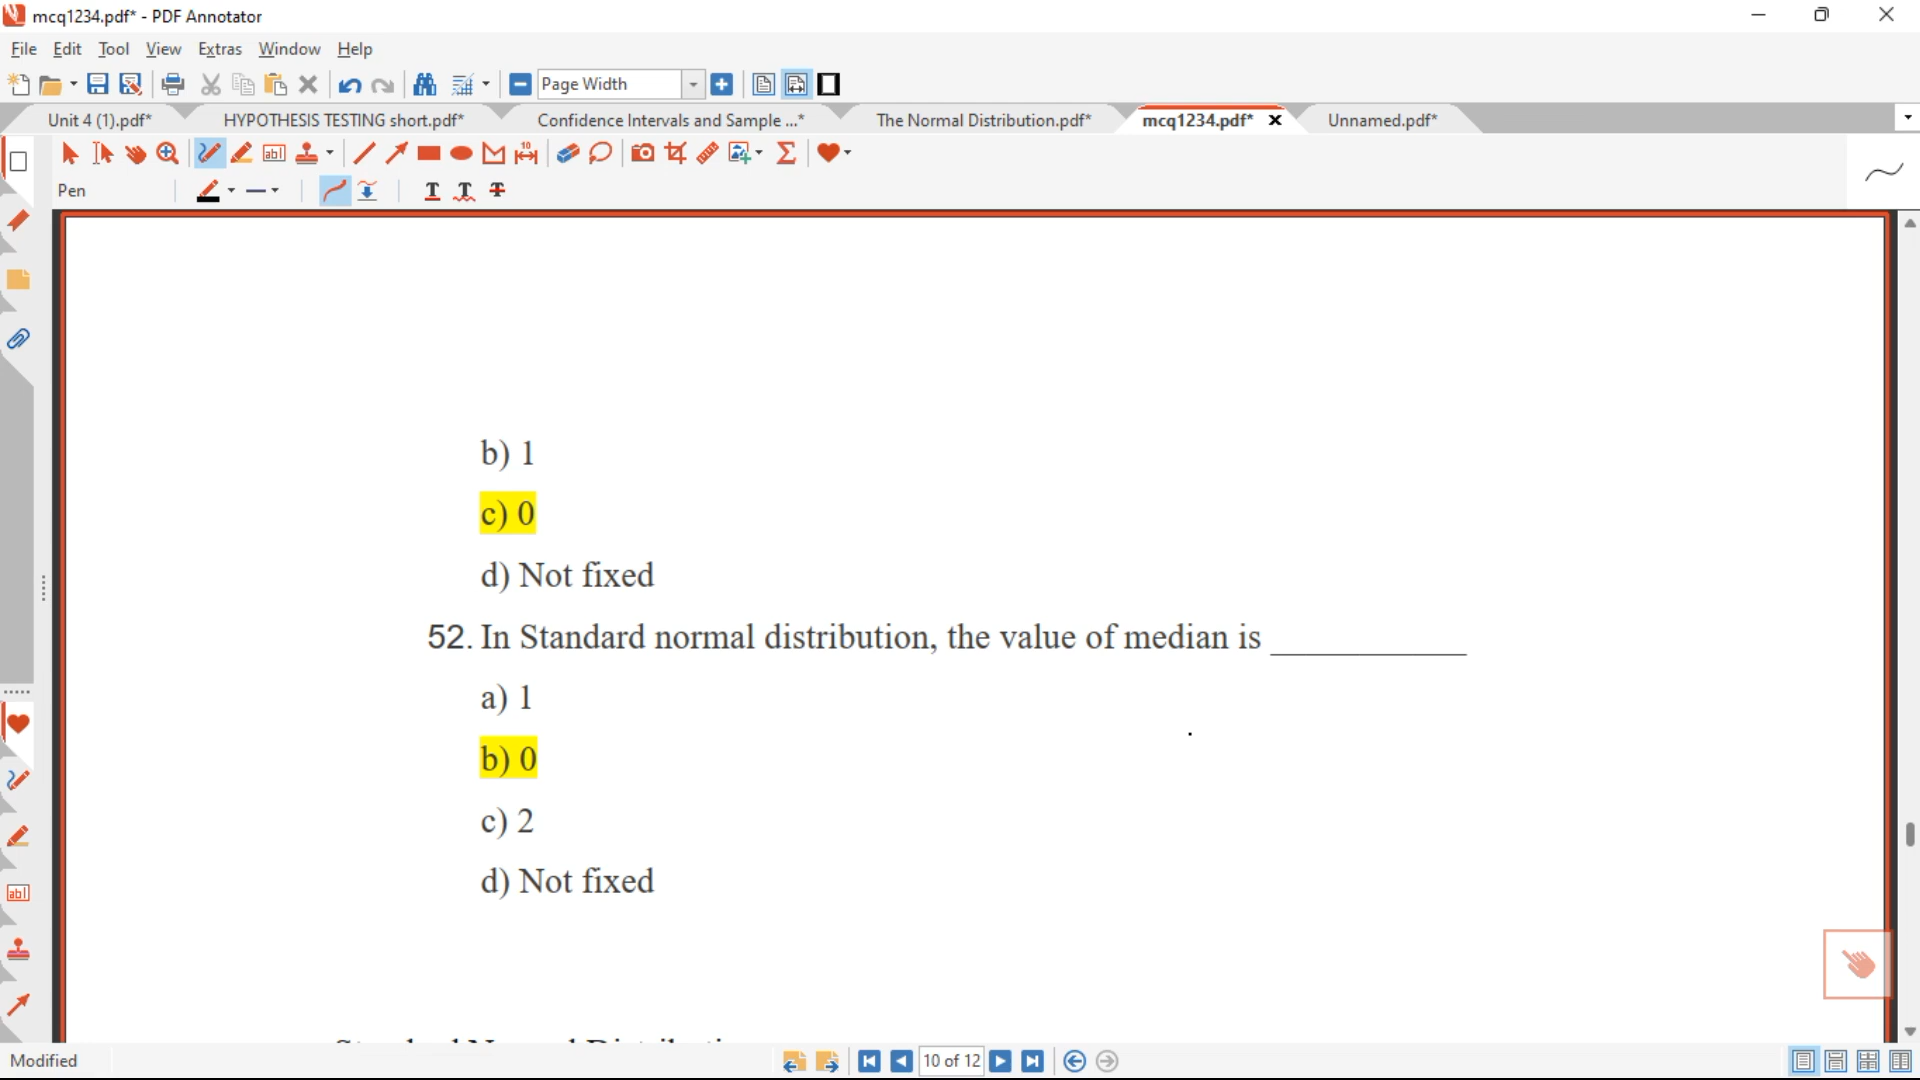 mcq1234.pdf* - PDF Annotator
File Edit Tool View Extras Window Help
Page Width
Unit 4 (1).pdf* HYPOTHESIS TESTING short.pdf* Confidence Intervals and Sample ...* The Normal Distribution.pdf* mcq1234.pdf* Unnamed.pdf*
Pen
b) 1
c) 0
d) Not fixed
52. In Standard normal distribution, the value of median is ____________
a) 1
b) 0
c) 2
d) Not fixed
Modified 10 of 12